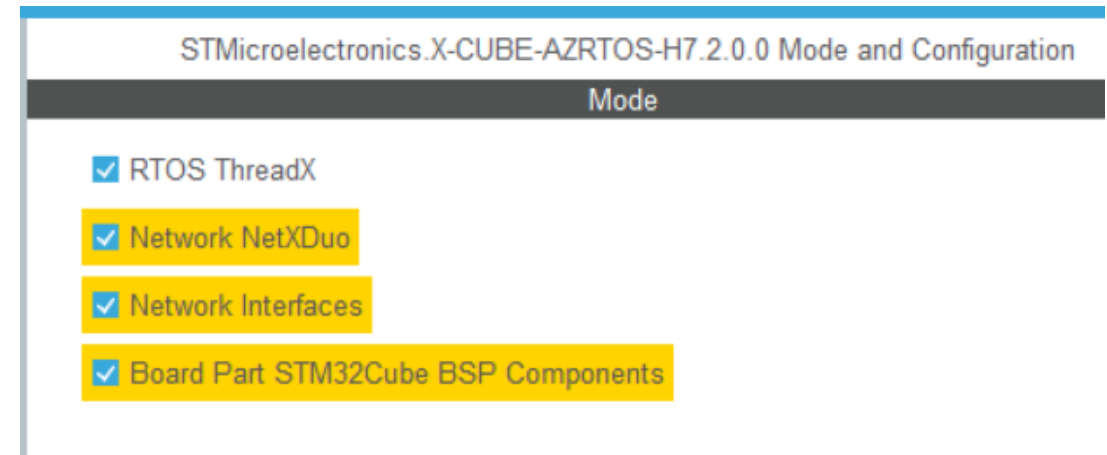 STMicroelectronics.X-CUBE-AZRTOS-H7.2.0.0 Mode and Configuration
Mode
RTOS ThreadX
Network NetXDuo
Network Interfaces
Board Part STM32Cube BSP Components